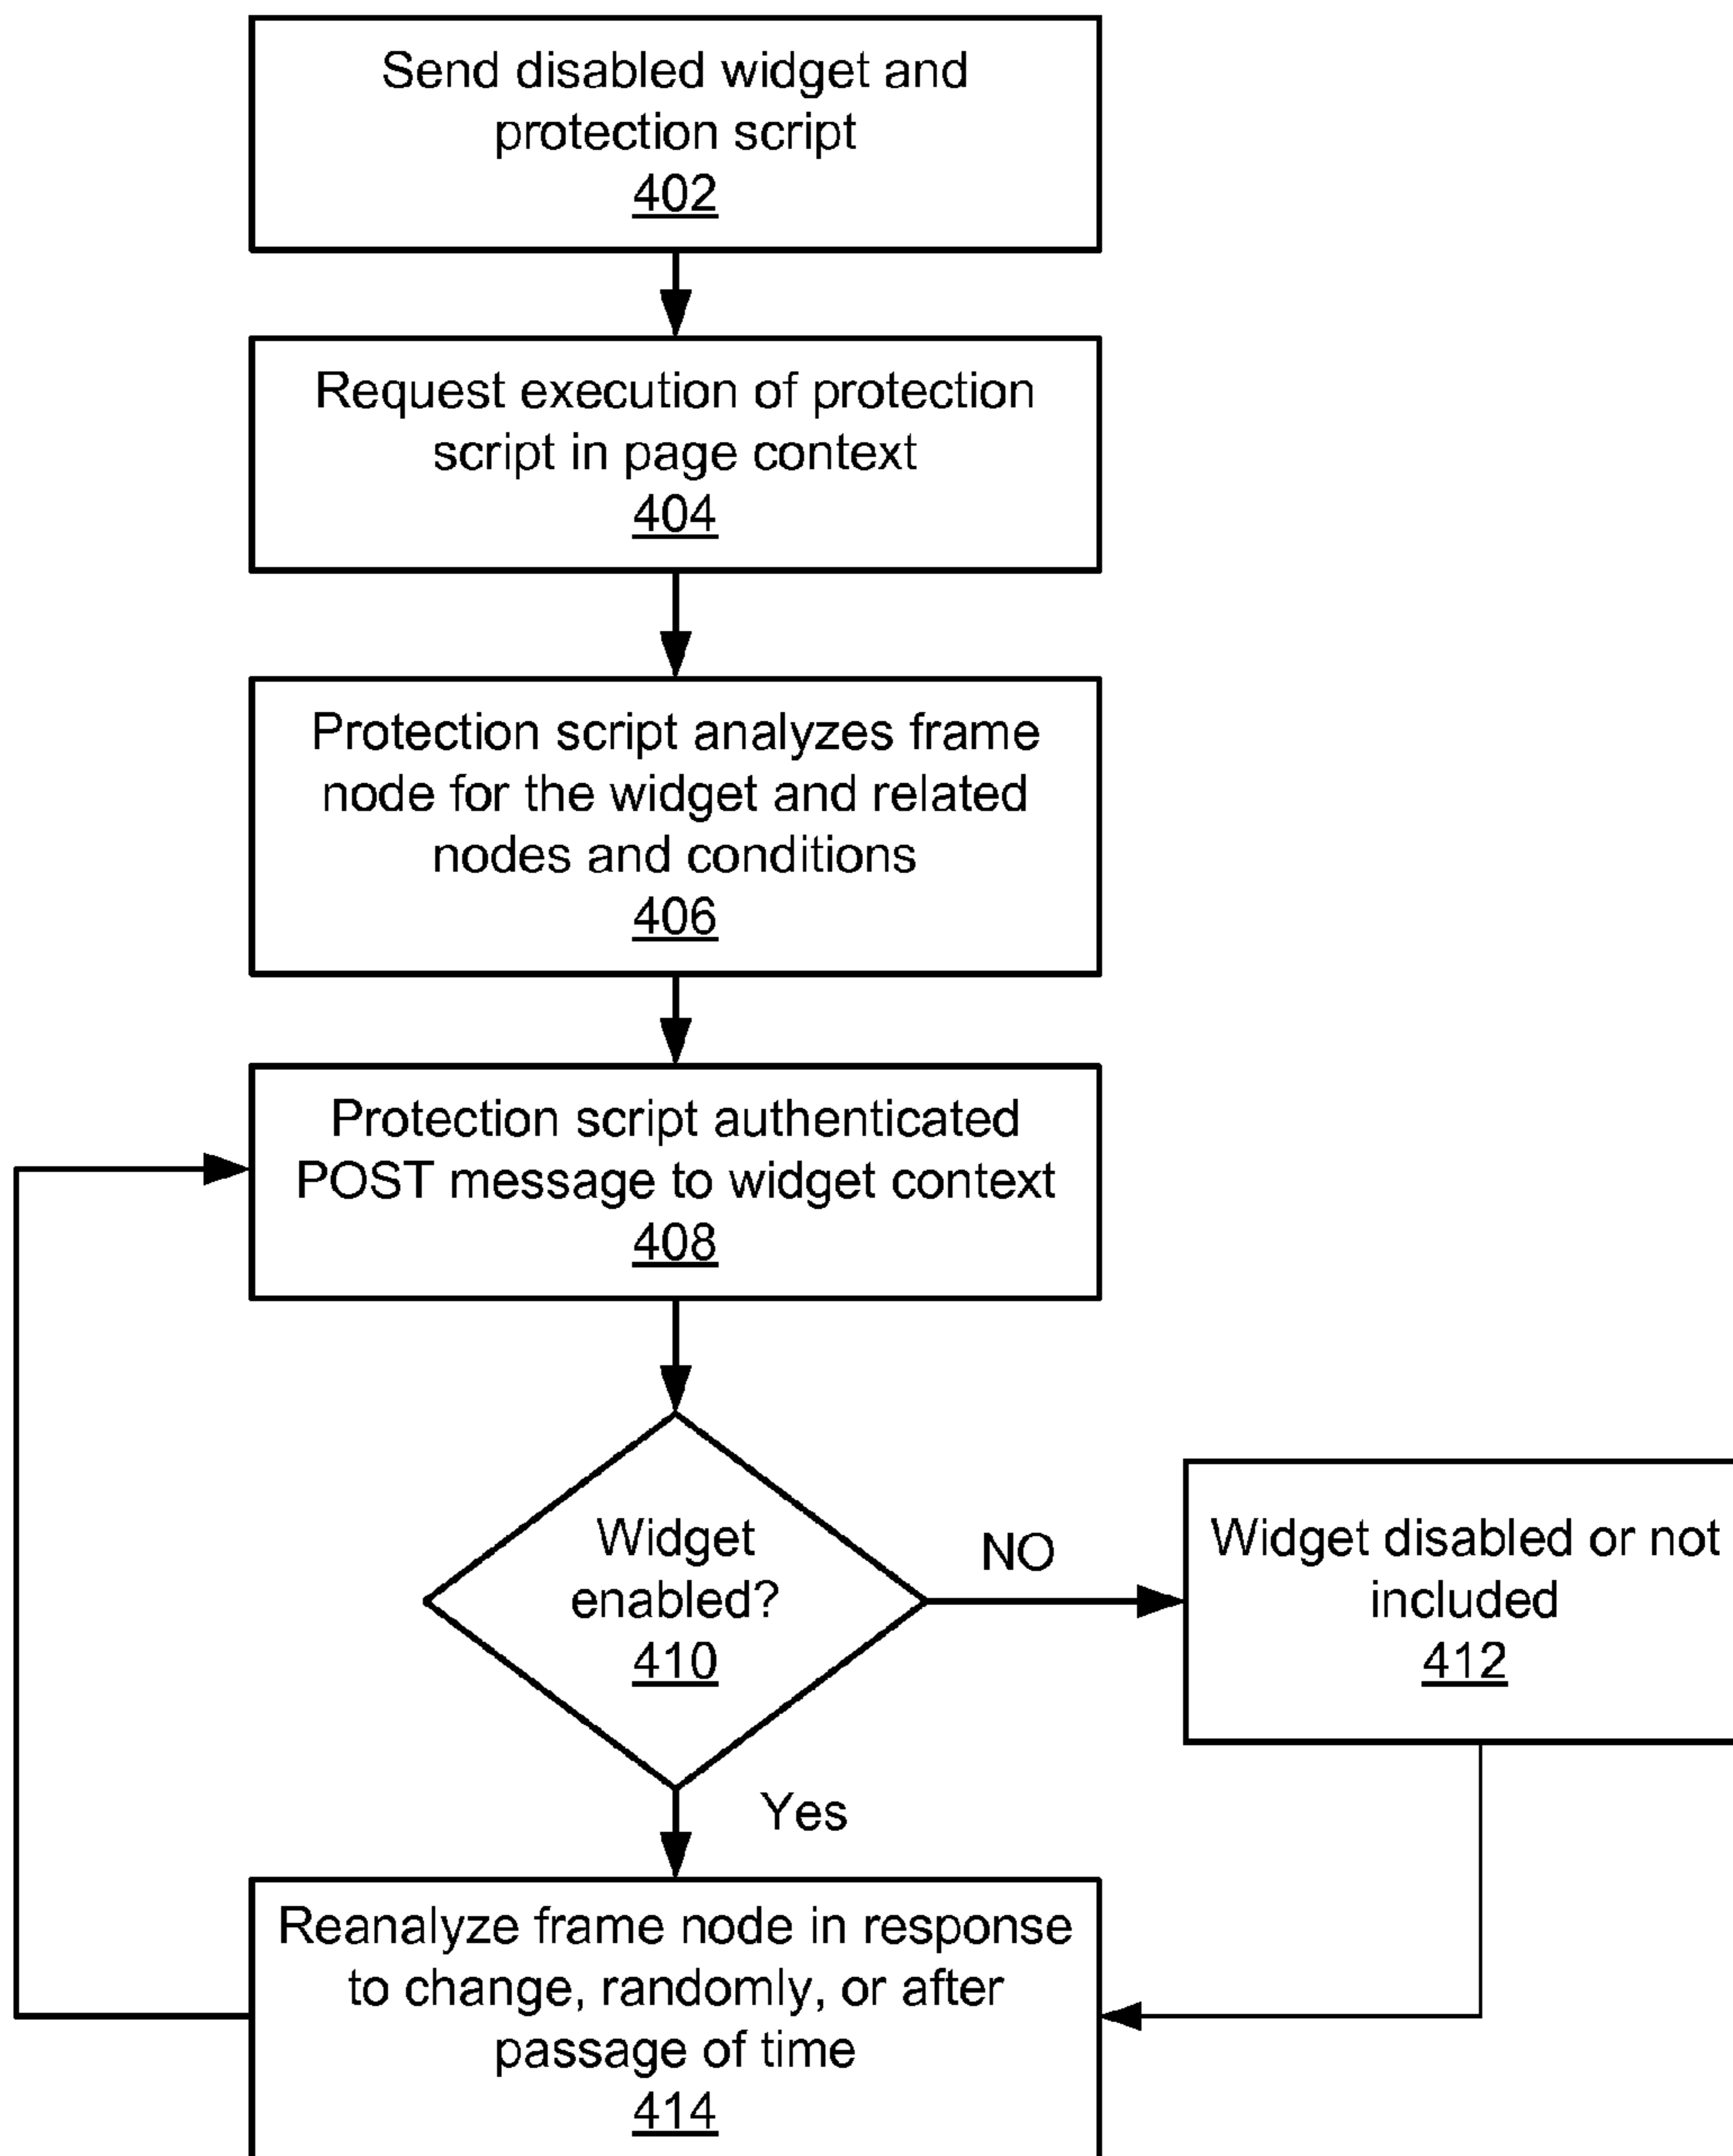 Send disabled widget and
protection script
402
Request execution of protection
script in page context
404
Protection script analyzes frame
node for the widget and related
nodes and conditions
406
Protection script authenticated
POST message to widget context
408
Widget
enabled?
410
NO
Widget disabled or not
included
412
Yes
Reanalyze frame node in response
to change, randomly, or after
passage of time
414